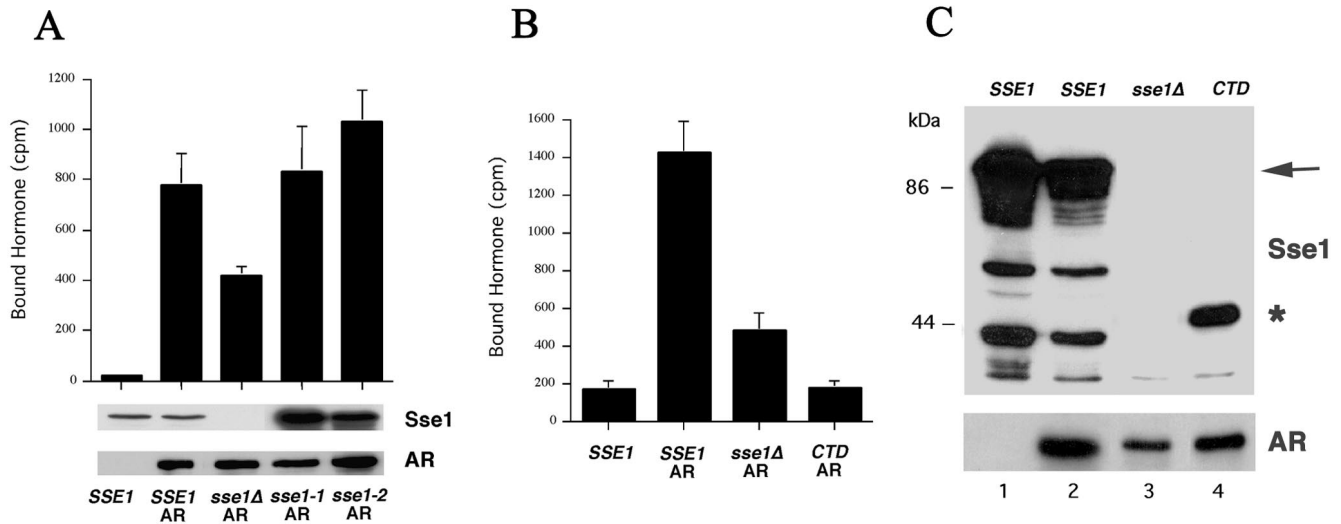 A
Bound Hormone (cpm)
1200
1000
800
600
400
200
0
Sse1
AR
SSE1
SSE1 AR
sse1Δ AR
sse1-1 AR
sse1-2 AR
B
Bound Hormone (cpm)
1600
1400
1200
1000
800
600
400
200
0
SSE1
SSE1 AR
sse1Δ AR
CTD AR
C
SSE1 SSE1 sse1Δ CTD
kDa
86 –
Sse1
44 –
*
AR
1 2 3 4